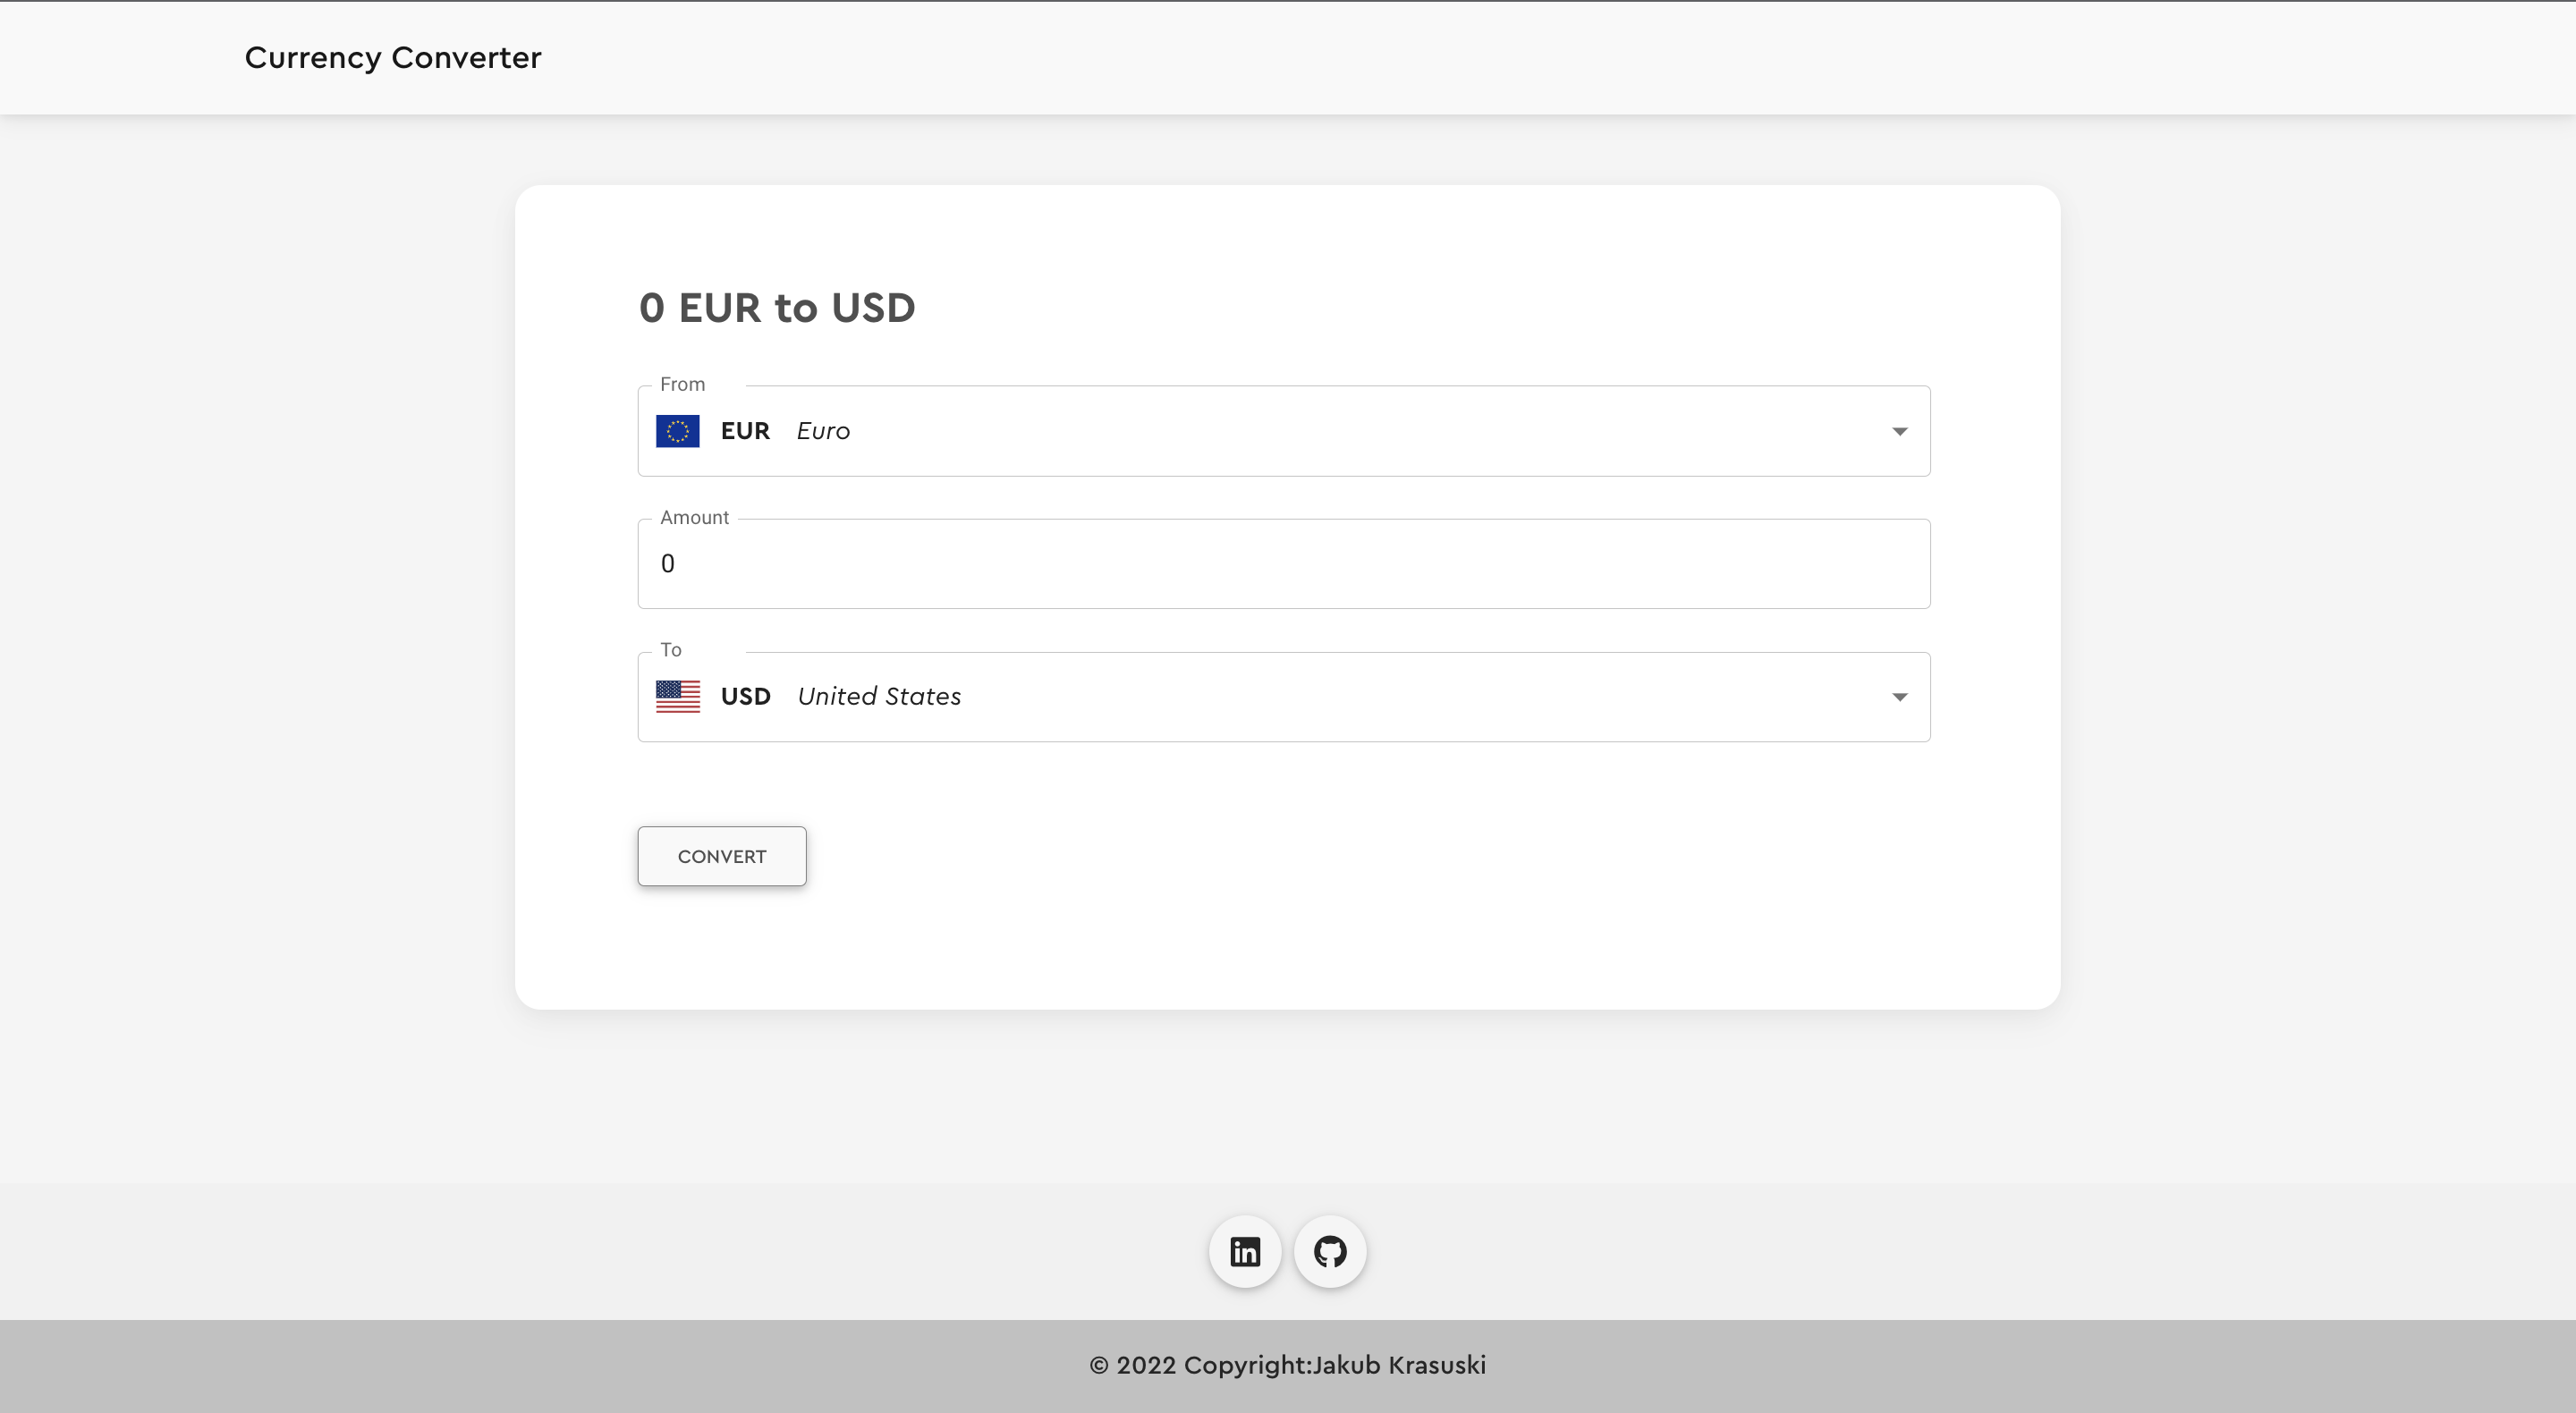 Currency Converter
0 EUR to USD
From
EUR Euro
Amount
0
To
USD United States
CONVERT
in
© 2022 Copyright:Jakub Krasuski